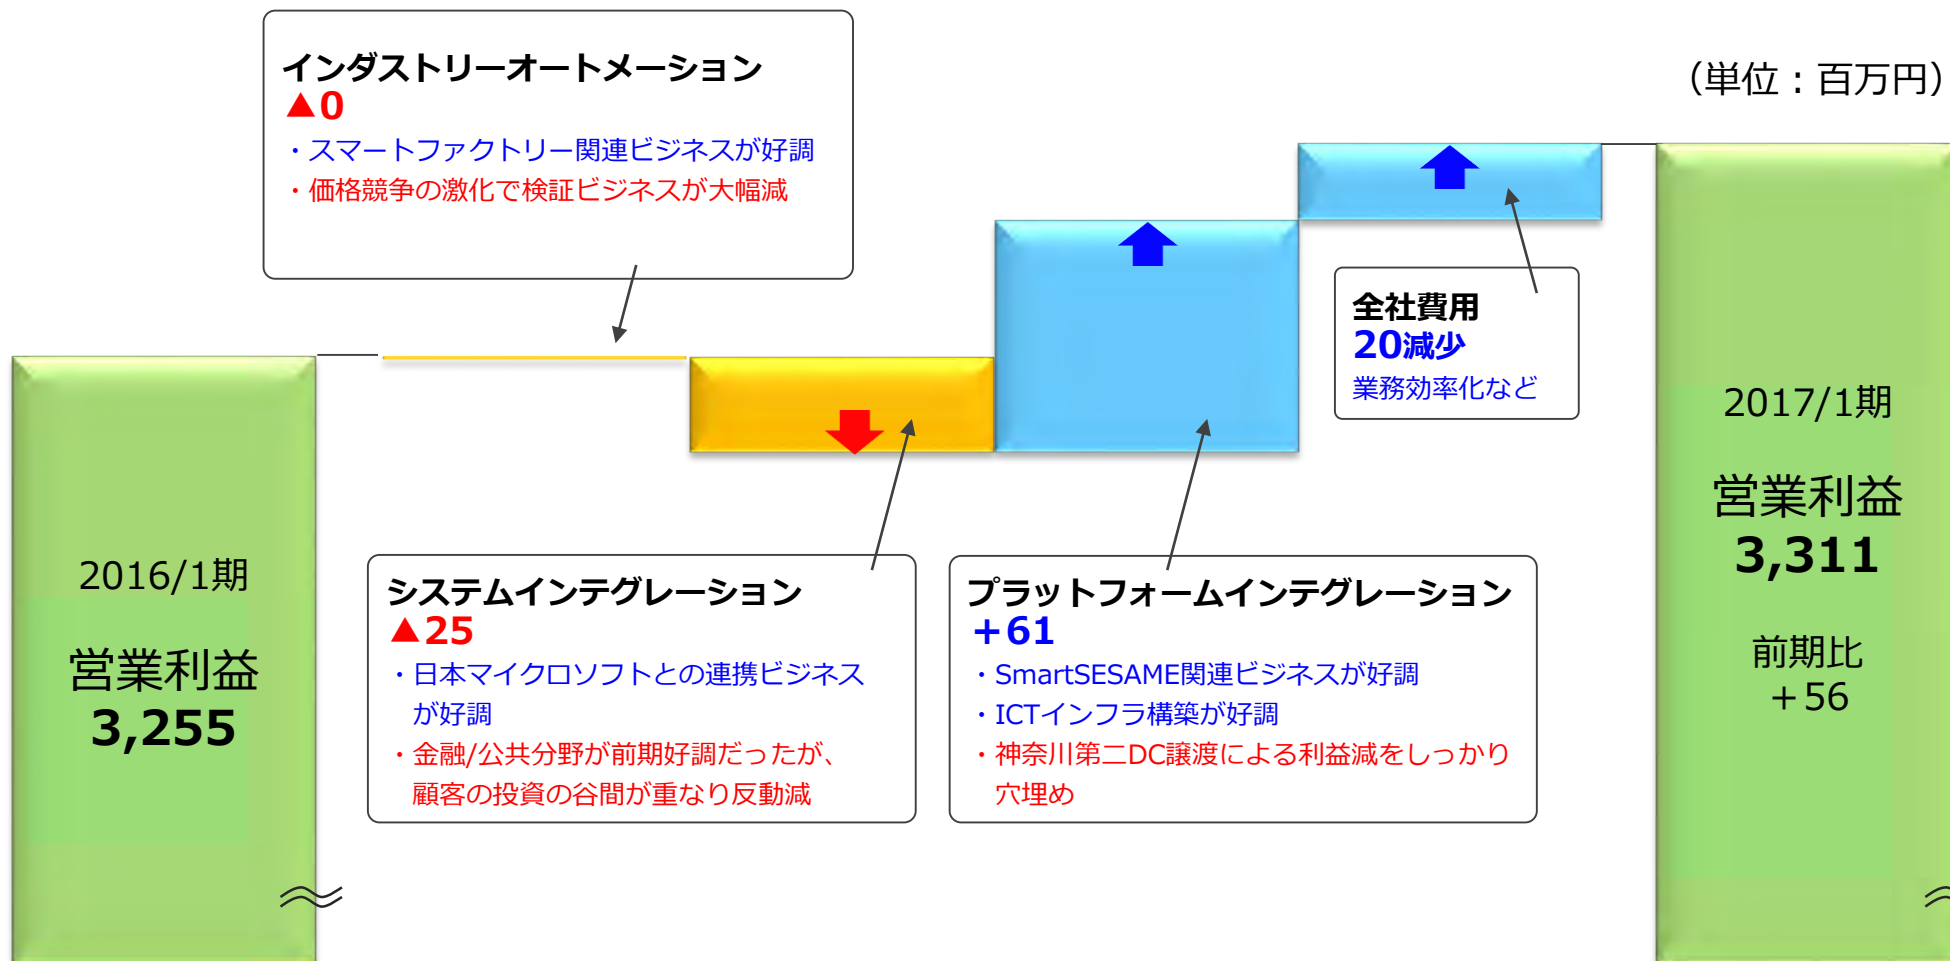 インダストリーオートメーション
▲0
・スマートファクトリー関連ビジネスが好調
・価格競争の激化で検証ビジネスが大幅減
（単位：百万円）
全社費用
20減少
業務効率化など
2016/1期
営業利益
3,255
システムインテグレーション
▲25
・日本マイクロソフトとの連携ビジネス
が好調
・金融/公共分野が前期好調だったが、
顧客の投資の谷間が重なり反動減
プラットフォームインテグレーション
＋61
・SmartSESAME関連ビジネスが好調
・ICTインフラ構築が好調
・神奈川第二DC譲渡による利益減をしっかり
穴埋め
2017/1期
営業利益
3,311
前期比
＋56